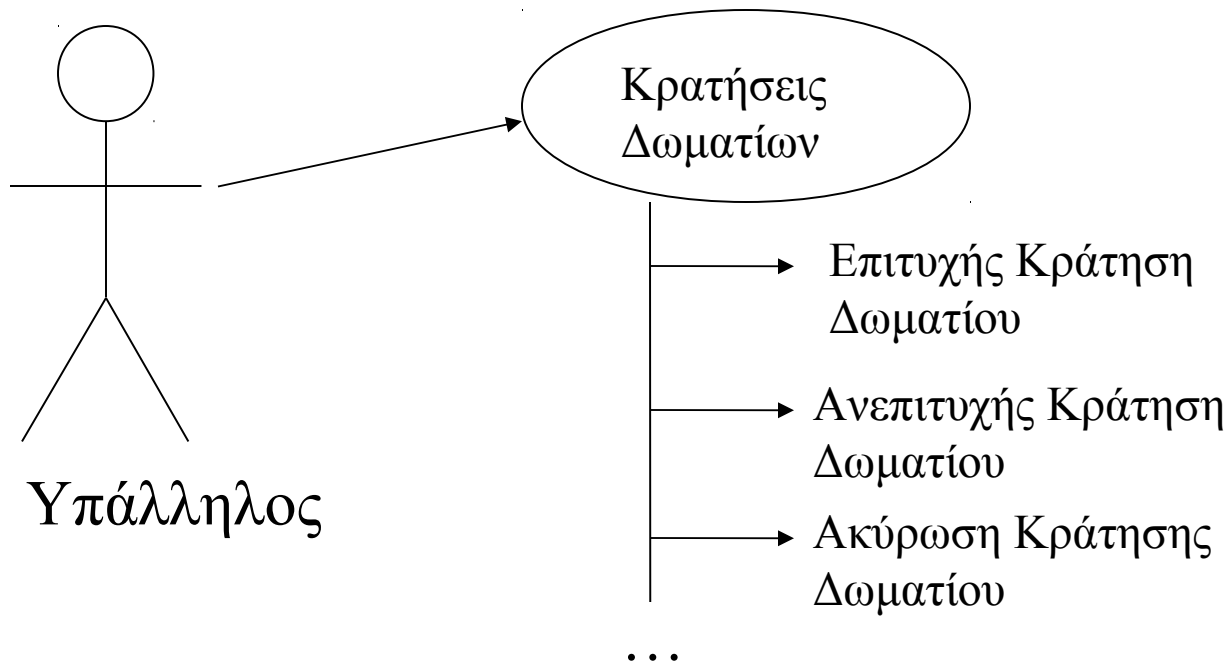 Κρατήσεις
Δωματίων
Επιτυχής Κράτηση
Δωματίου
Ανεπιτυχής Κράτηση
Δωματίου
Υπάλληλος
Ακύρωση Κράτησης
Δωματίου
…